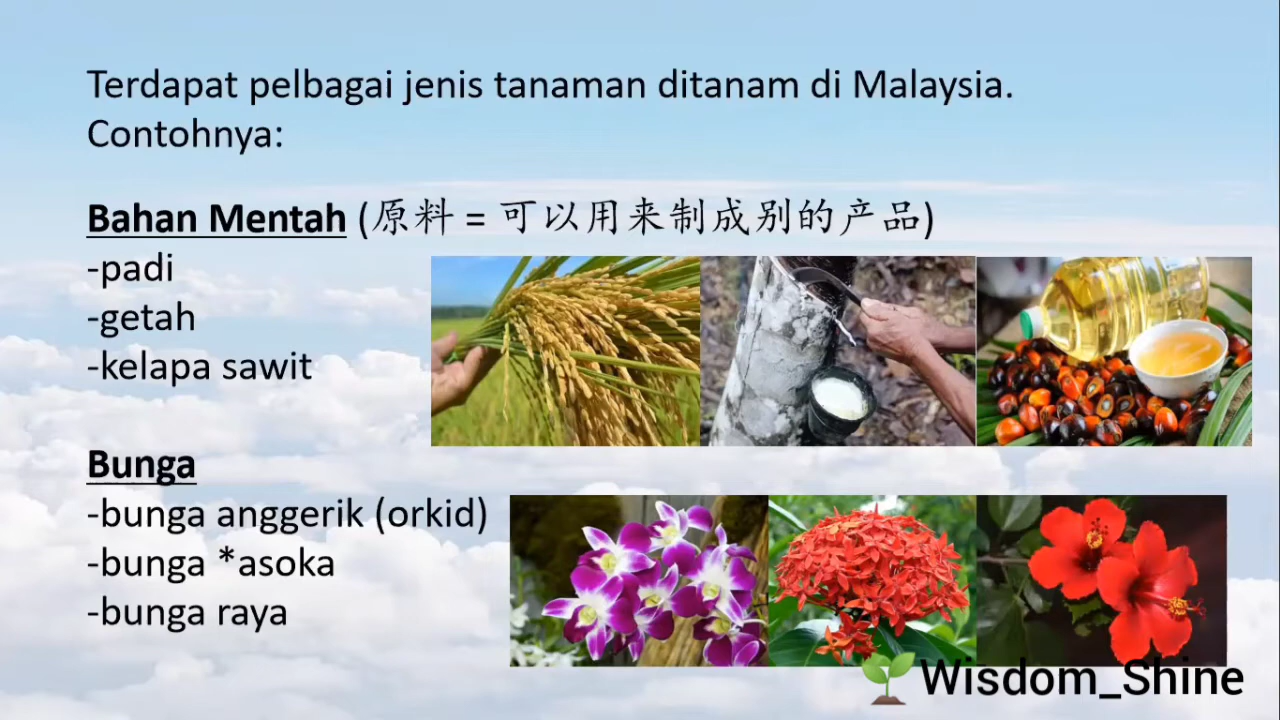 Terdapat pelbagai jenis tanaman ditanam di Malaysia.
Contohnya:
Bahan Mentah (原料 = 可以用来制成别的产品)
-padi
-getah
-kelapa sawit
Bunga
-bunga anggerik (orkid)
-bunga *asoka
-bunga raya
Wisdom_Shine